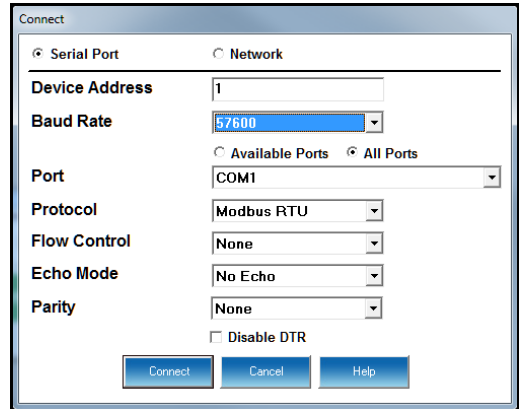 Connect
Serial Port Network
Device Address 1
Baud Rate 57600
Available Ports All Ports
Port COM1
Protocol Modbus RTU
Flow Control None
Echo Mode No Echo
Parity None
Disable DTR
Connect Cancel Help